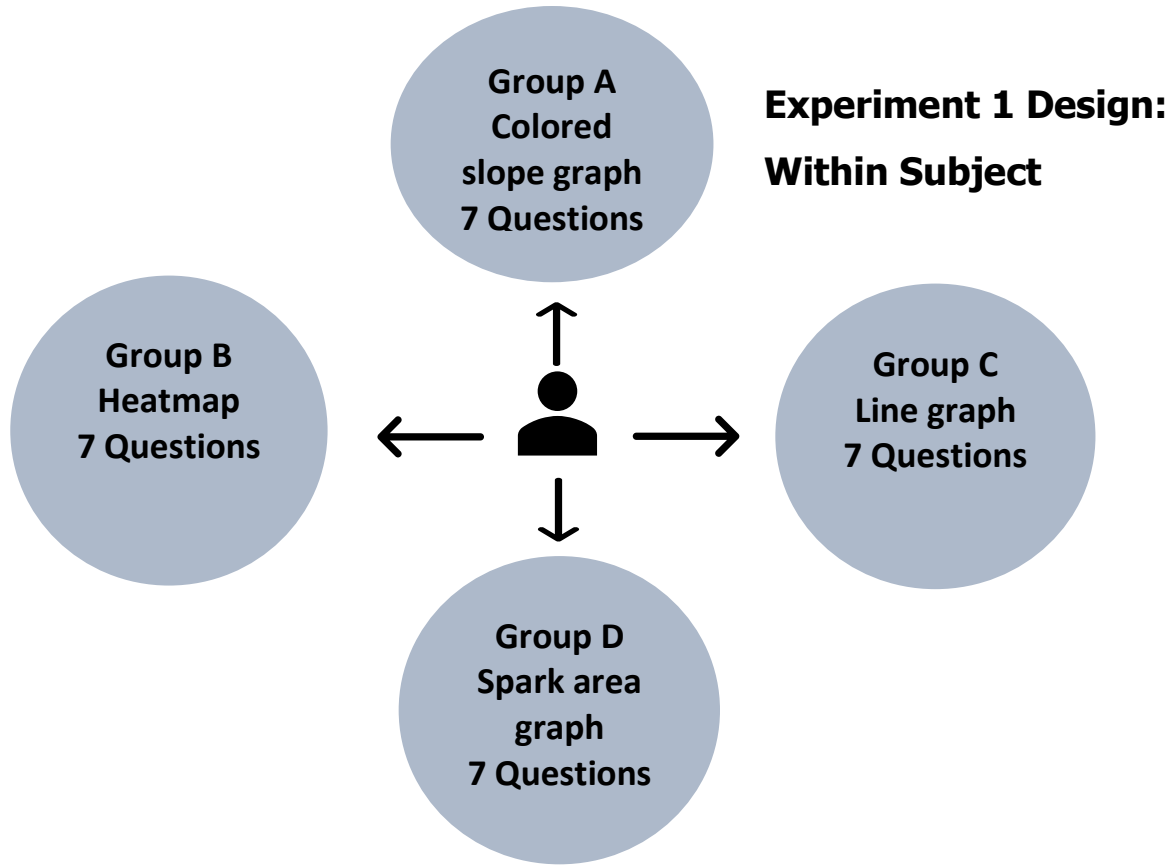 Group A
Colored
slope graph
7 Questions
Experiment 1 Design:
Within Subject
Group B
Heatmap
7 Questions
Group C
Line graph
7 Questions
Group D
Spark area
graph
7 Questions